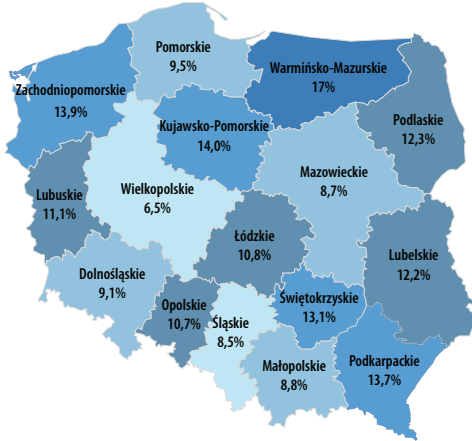 Pomorskie
9,5%
Warmińsko-Mazurskie
17%
Zachodniopomorskie
13,9%
Kujawsko-Pomorskie
14,0%
Podlaskie
12,3%
Mazowieckie
8,7%
Wielkopolskie
6,5%
Lubuskie
11,1%
Łódzkie
10,8%
Lubelskie
12,2%
Dolnośląskie
9,1%
Opolskie
10,7%
Śląskie
8,5%
Świętokrzyskie
13,1%
Małopolskie
8,8%
Podkarpackie
13,7%